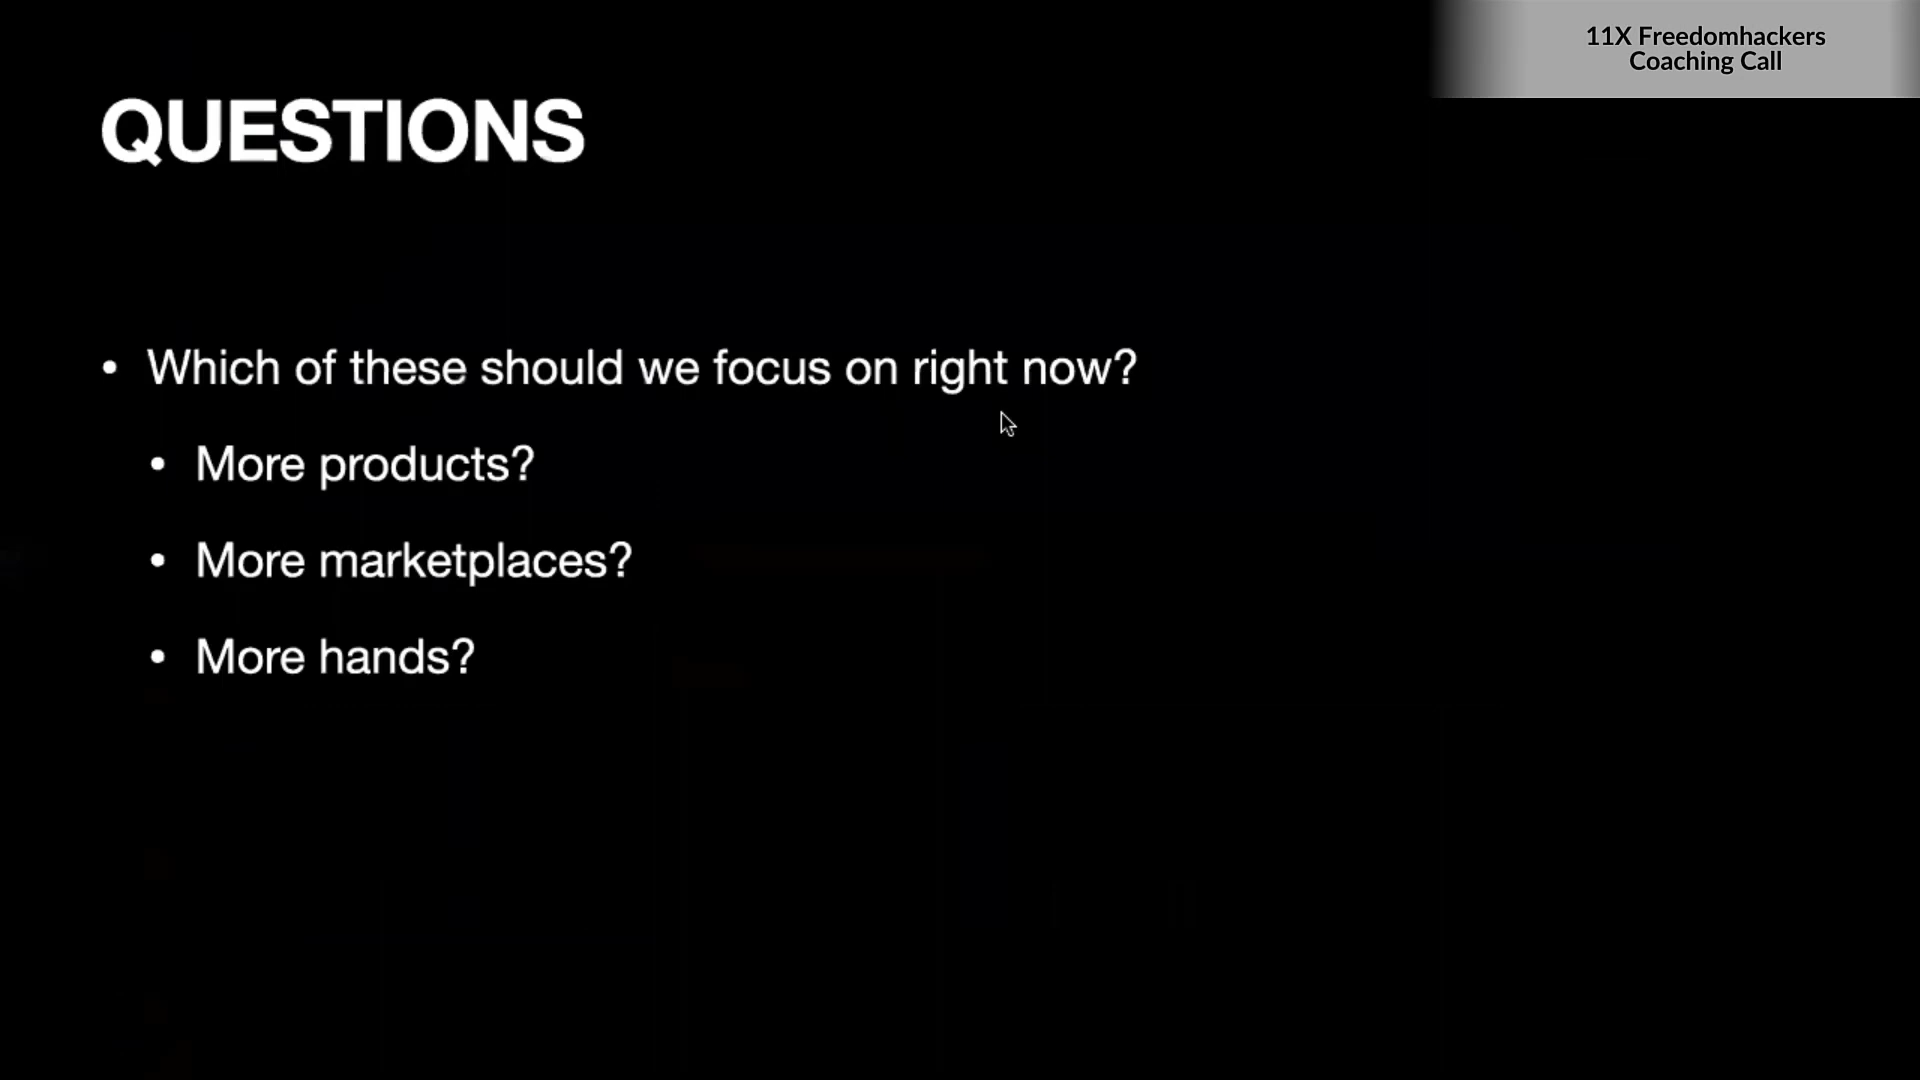 11X Freedomhackers
Coaching Call
QUESTIONS
• Which of these should we focus on right now?
• More products?
• More marketplaces?
• More hands?